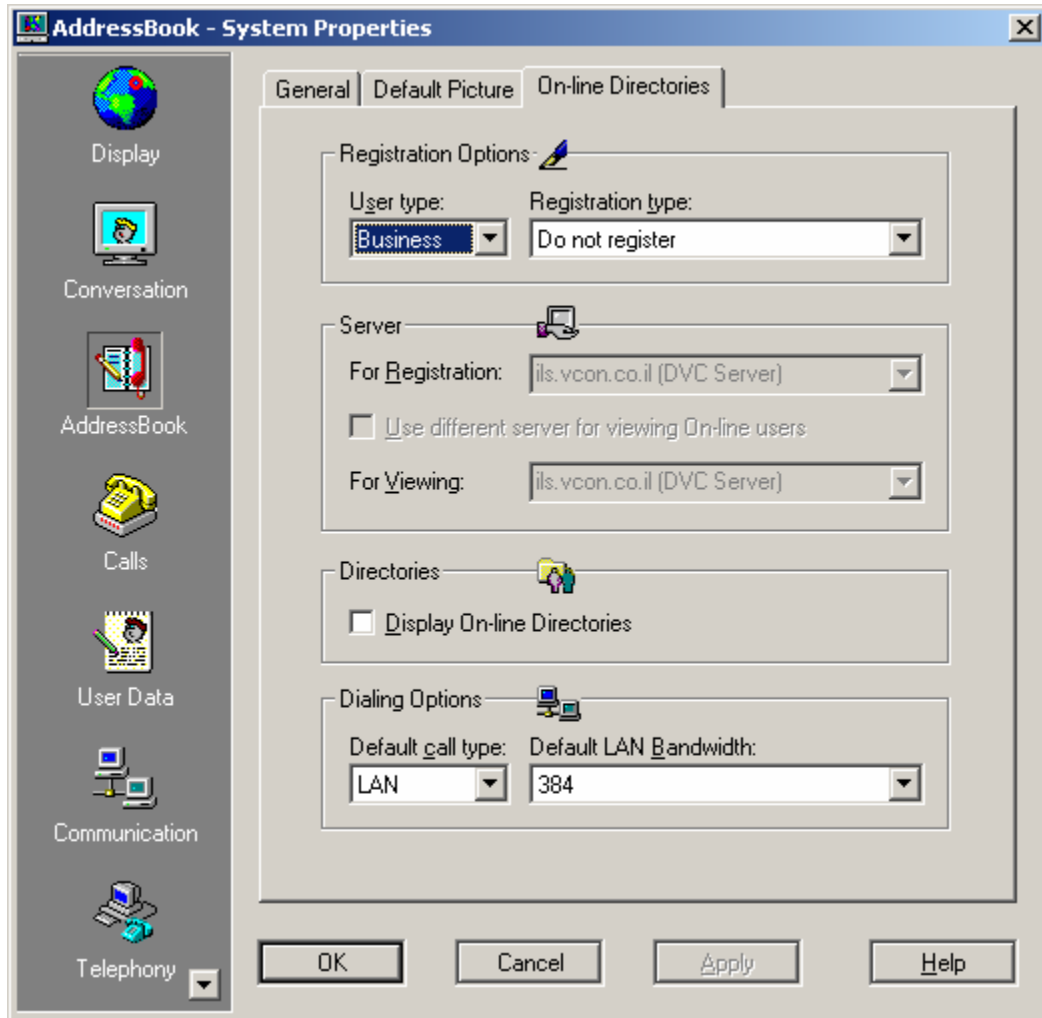 AddressBook - System Properties
Display
Conversation
AddressBook
Calls
User Data
Communication
Telephony
General
Default Picture
On-line Directories
Registration Options
User type:
Registration type:
Business
Do not register
Server
For Registration:
ils.vcon.co.il (DVC Server)
Use different server for viewing On-line users
For Viewing:
ils.vcon.co.il (DVC Server)
Directories
Display On-line Directories
Dialing Options
Default call type:
Default LAN Bandwidth:
LAN
384
OK
Cancel
Apply
Help